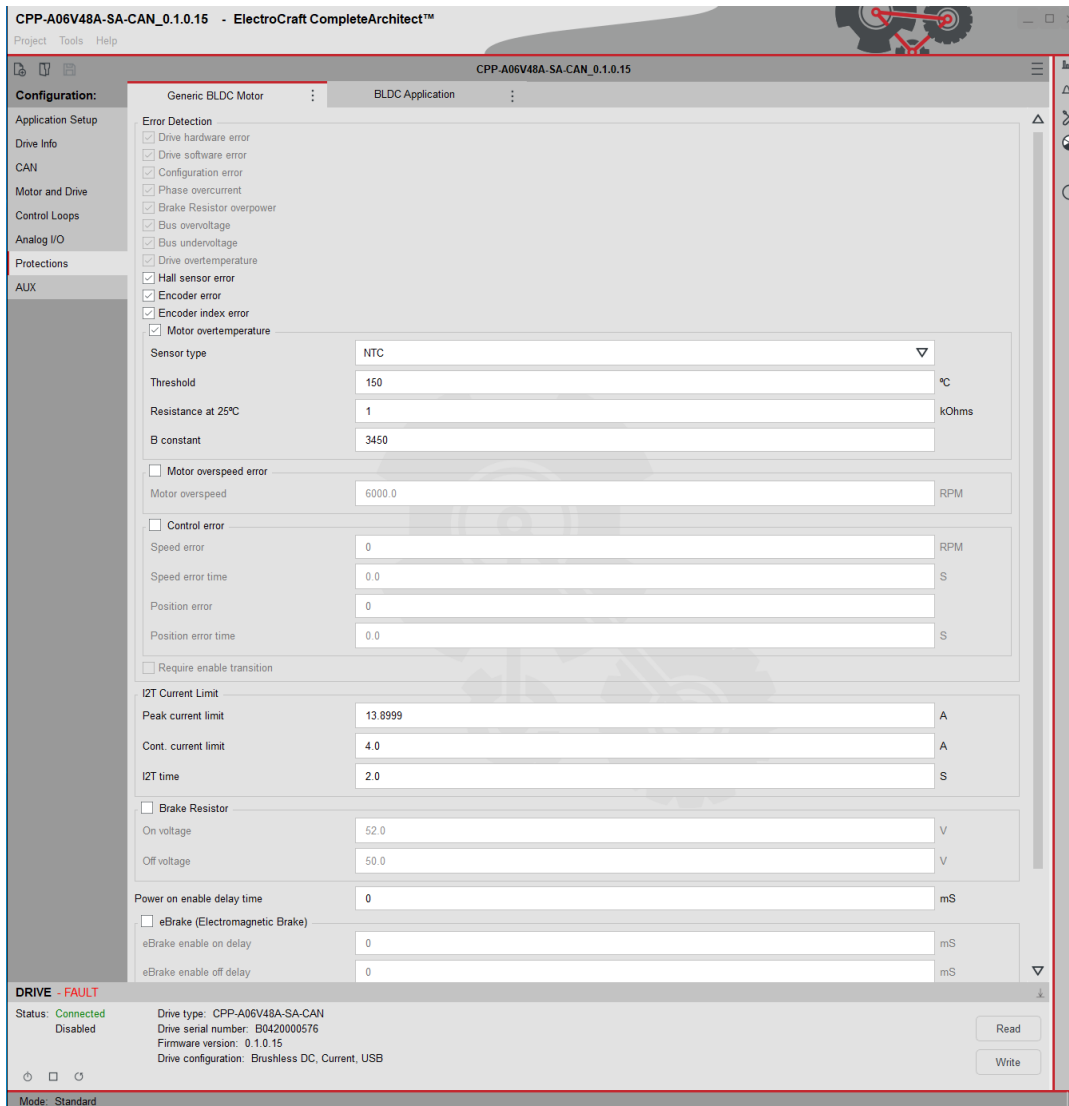 CPP-A06V48A-SA-CAN_0.1.0.15 - ElectroCraft CompleteArchitect™
Project Tools Help
CPP-A06V48A-SA-CAN_0.1.0.15
Configuration:
Generic BLDC Motor
BLDC Application
Application Setup
Drive Info
CAN
Motor and Drive
Control Loops
Analog I/O
Protections
AUX
Error Detection
Drive hardware error
Drive software error
Configuration error
Phase overcurrent
Brake Resistor overpower
Bus overvoltage
Bus undervoltage
Drive overtemperature
Hall sensor error
Encoder error
Encoder index error
Motor overtemperature
Sensor type NTC
Threshold 150 ºC
Resistance at 25ºC 1 kOhms
B constant 3450
Motor overspeed error
Motor overspeed 6000.0 RPM
Control error
Speed error 0 RPM
Speed error time 0.0 S
Position error 0
Position error time 0.0 S
Require enable transition
I2T Current Limit
Peak current limit 13.8999 A
Cont. current limit 4.0 A
I2T time 2.0 S
Brake Resistor
On voltage 52.0 V
Off voltage 50.0 V
Power on enable delay time 0 mS
eBrake (Electromagnetic Brake)
eBrake enable on delay 0 mS
eBrake enable off delay 0 mS
DRIVE - FAULT
Status: Connected
Disabled
Drive type: CPP-A06V48A-SA-CAN
Drive serial number: B0420000576
Firmware version: 0.1.0.15
Drive configuration: Brushless DC, Current, USB
Read
Write
Mode: Standard